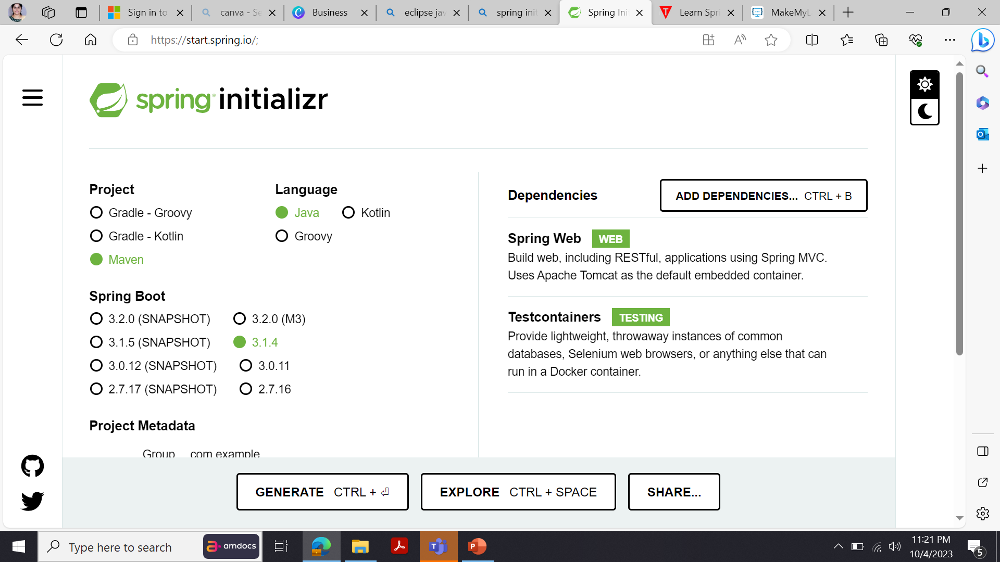 Sign in to
canva - Se
Business
eclipse jav
spring init
Spring Init
Learn Spri
MakeMyL
https://start.spring.io/;
spring initializr
Project
Language
Gradle - Groovy
Java
Kotlin
Gradle - Kotlin
Groovy
Maven
Spring Boot
3.2.0 (SNAPSHOT)
3.2.0 (M3)
3.1.5 (SNAPSHOT)
3.1.4
3.0.12 (SNAPSHOT)
3.0.11
2.7.17 (SNAPSHOT)
2.7.16
Project Metadata
Group com example
Dependencies
ADD DEPENDENCIES... CTRL + B
Spring Web WEB
Build web, including RESTful, applications using Spring MVC.
Uses Apache Tomcat as the default embedded container.
Testcontainers TESTING
Provide lightweight, throwaway instances of common
databases, Selenium web browsers, or anything else that can
run in a Docker container.
GENERATE CTRL + ⏎
EXPLORE CTRL + SPACE
SHARE...
Type here to search
amdocs
11:21 PM
10/4/2023
5